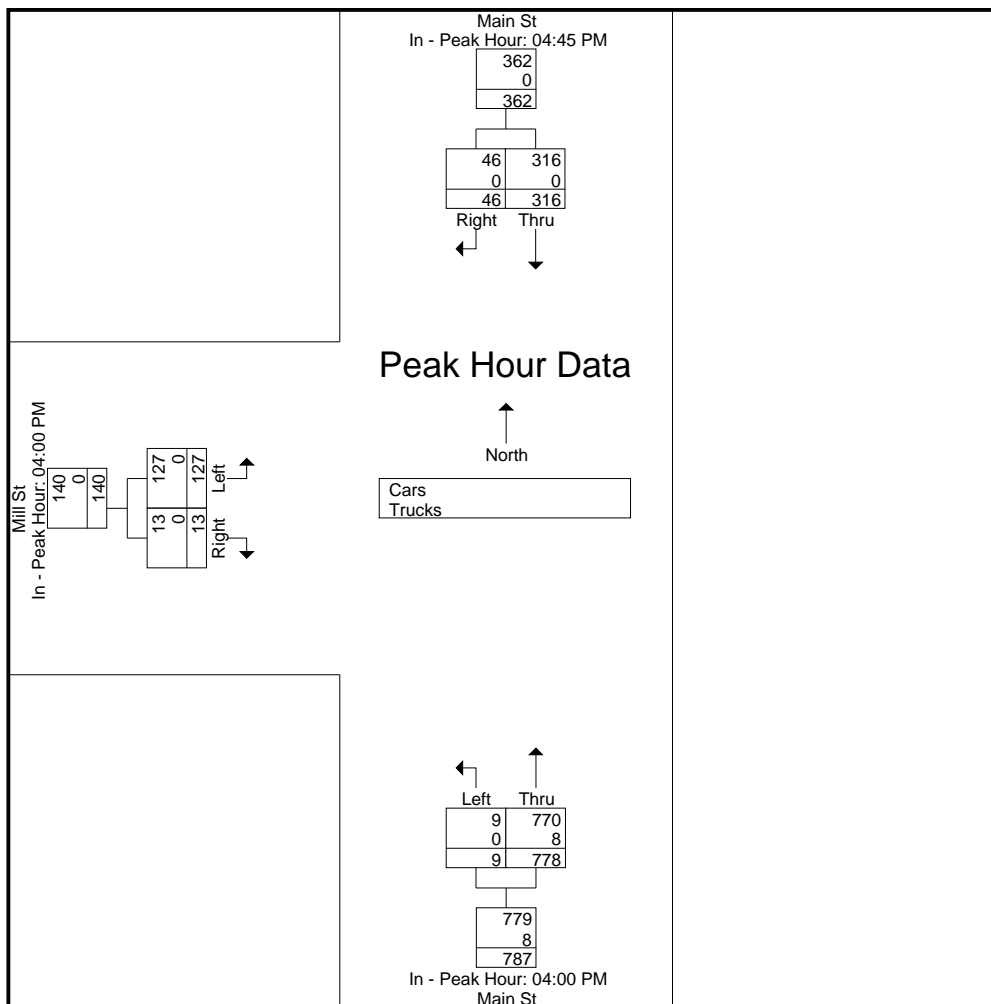 Main St
In - Peak Hour: 04:45 PM
362
0
362
46 316
0 0
46 316
Right Thru
Peak Hour Data
North
Cars
Trucks
Mill St
In - Peak Hour: 04:00 PM
140
0
140
127
0
127
Left
13
0
13
Right
Left Thru
9 770
0 8
9 778
779
8
787
In - Peak Hour: 04:00 PM
Main St